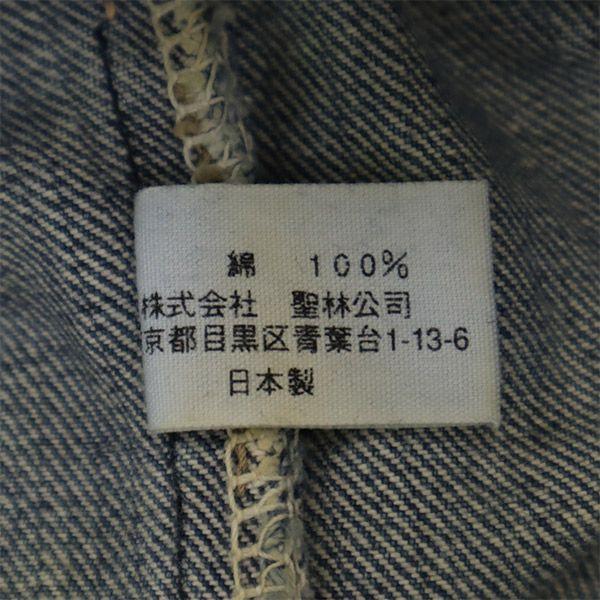 綿 100%
株式会社 聖林公司
京都目黒区青葉台1-13-6
日本製